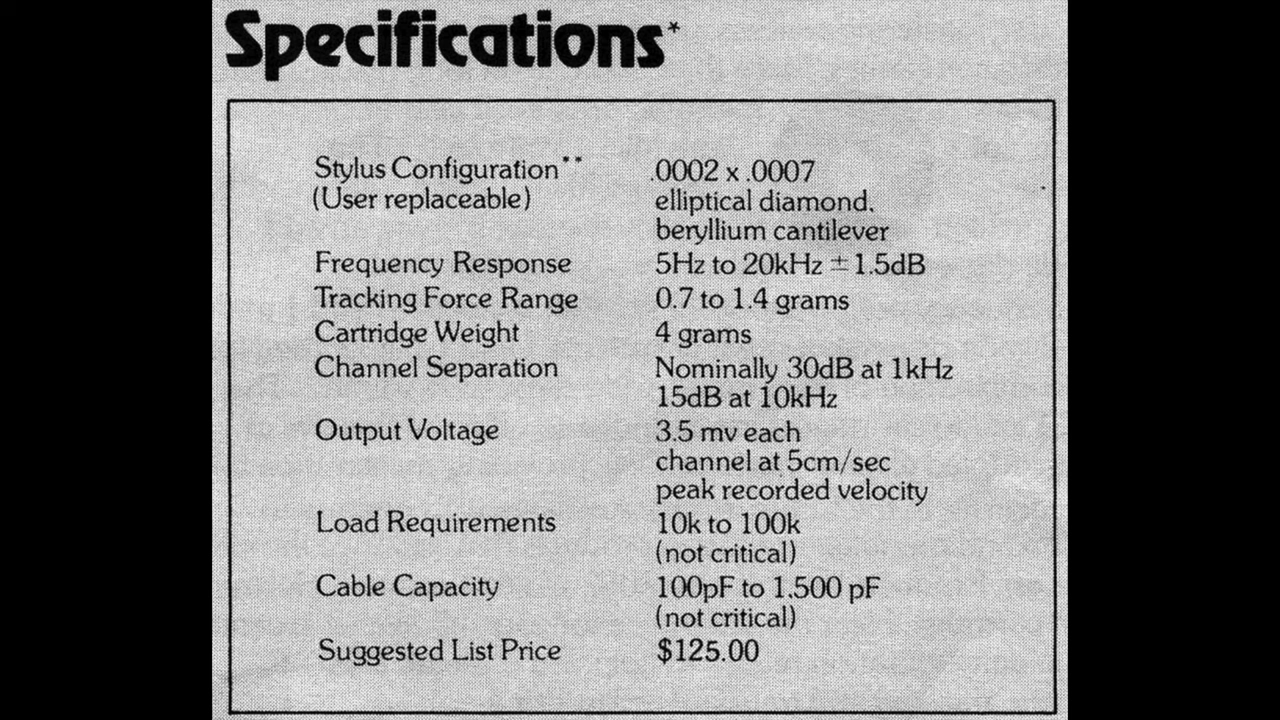 Specifications*
Stylus Configuration** .0002 x .0007
(User replaceable) elliptical diamond,
beryllium cantilever
Frequency Response 5Hz to 20kHz ±1.5dB
Tracking Force Range 0.7 to 1.4 grams
Cartridge Weight 4 grams
Channel Separation Nominally 30dB at 1kHz
15dB at 10kHz
Output Voltage 3.5 mv each
channel at 5cm/sec
peak recorded velocity
Load Requirements 10k to 100k
(not critical)
Cable Capacity 100pF to 1,500 pF
(not critical)
Suggested List Price $125.00